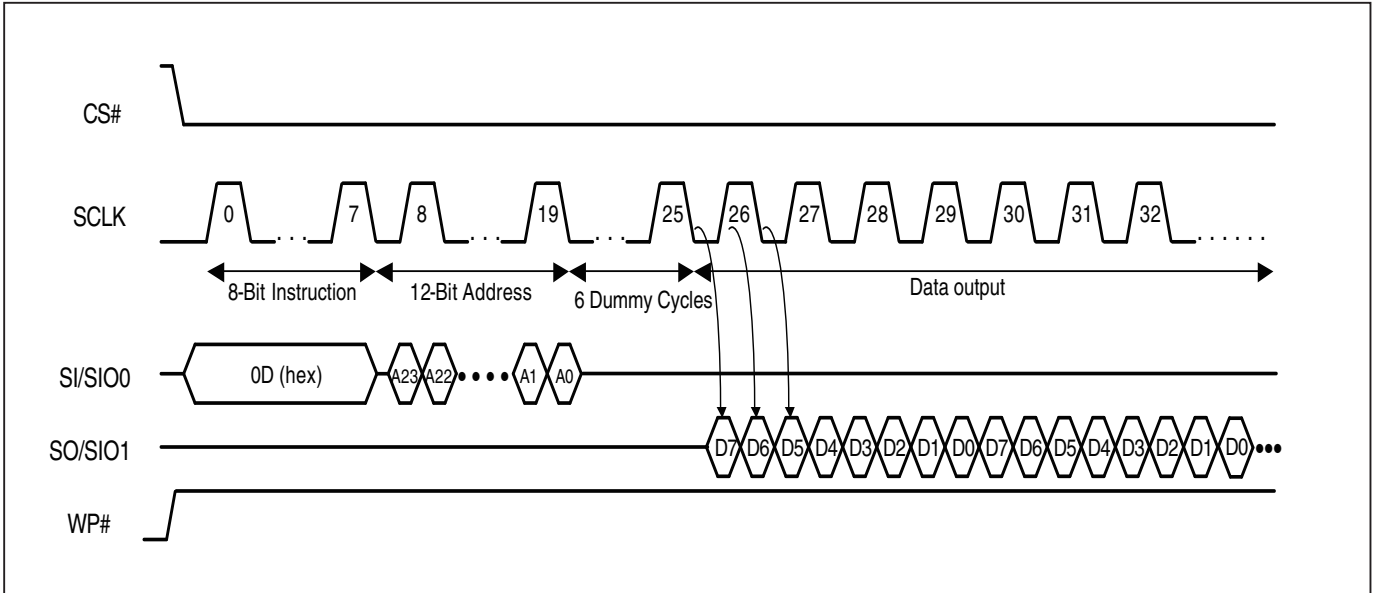 CS#
SCLK
0 ... 7 8 ... 19 ... 25 26 27 28 29 30 31 32 ......
8-Bit Instruction
12-Bit Address
6 Dummy Cycles
Data output
SI/SIO0
0D (hex)
A23 A22 •••• A1 A0
SO/SIO1
D7 D6 D5 D4 D3 D2 D1 D0 D7 D6 D5 D4 D3 D2 D1 D0 •••
WP#